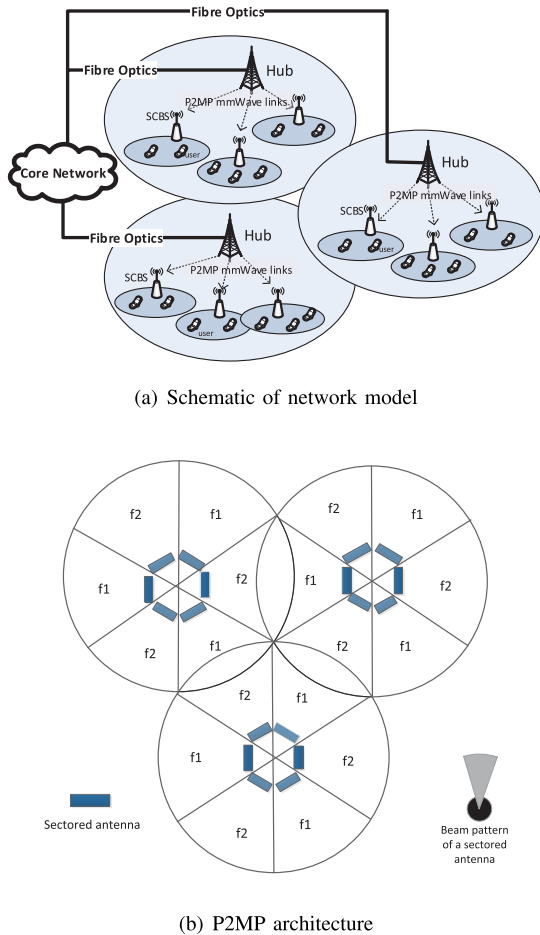 Fibre Optics
Fibre Optics
Hub
P2MP mmWave links
SCBS
user
Core Network
Hub
P2MP mmWave links
SCBS
user
Fibre Optics
Hub
P2MP mmWave links
SCBS
user
(a) Schematic of network model
f2
f1
f2
f1
f1
f2
f1
f2
f2
f1
f2
f1
f2
f1
f1
f2
f2
f1
Sectored antenna
Beam pattern
of a sectored
antenna
(b) P2MP architecture